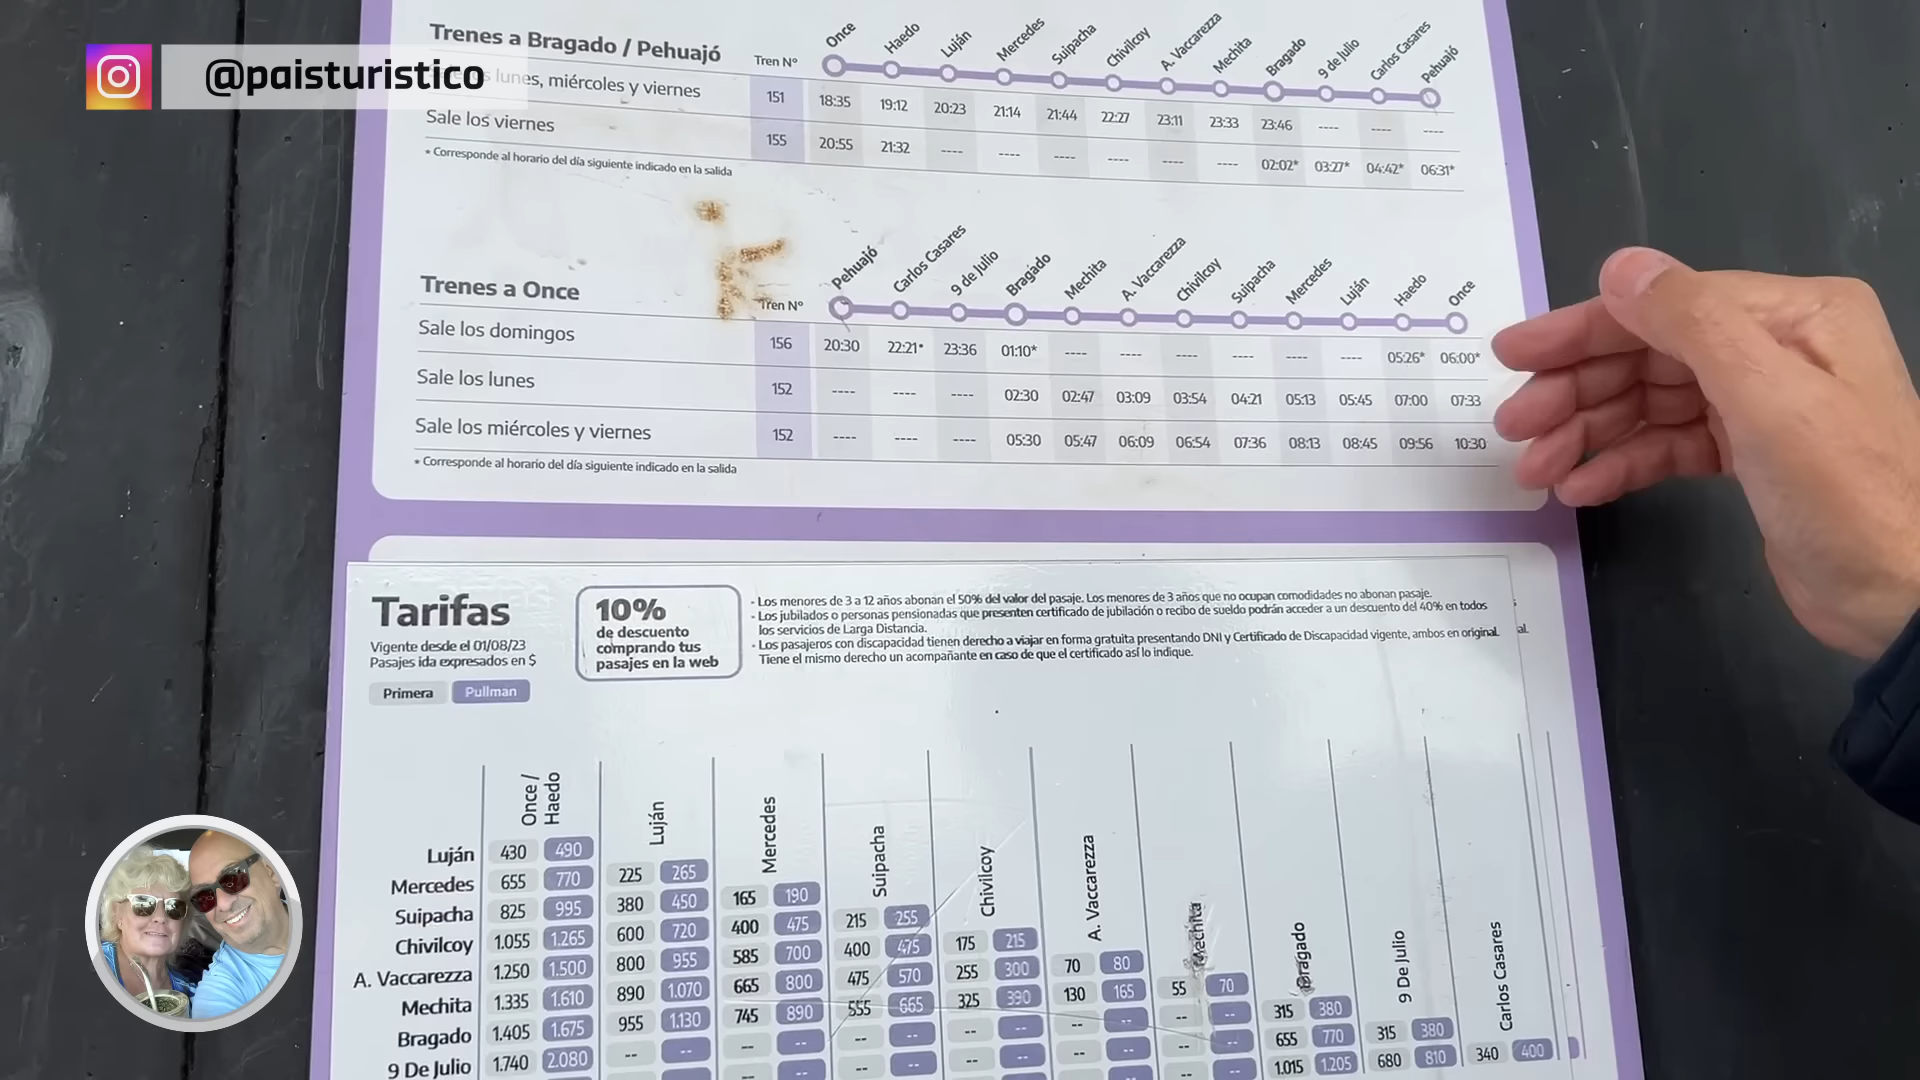 @paisturistico
Trenes a Bragado / Pehuajó
Tren Nº
Once Haedo Luján Mercedes Suipacha Chivilcoy A. Vaccarezza Mechita Bragado 9 de Julio Carlos Casares Pehuajó
lunes, miércoles y viernes 151 18:35 19:12 20:23 21:14 21:44 22:27 23:11 23:33 23:46 ---- ---- ----
Sale los viernes 155 20:55 21:32 ---- ---- ---- ---- ---- ---- 02:02* 03:27* 04:42* 06:31*
* Corresponde al horario del día siguiente indicado en la salida
Trenes a Once
Tren Nº
Pehuajó Carlos Casares 9 de Julio Bragado Mechita A. Vaccarezza Chivilcoy Suipacha Mercedes Luján Haedo Once
Sale los domingos 156 20:30 22:21* 23:36 01:10* ---- ---- ---- ---- ---- ---- 05:26* 06:00*
Sale los lunes 152 ---- ---- ---- 02:30 02:47 03:09 03:54 04:21 05:13 05:45 07:00 07:33
Sale los miércoles y viernes 152 ---- ---- ---- 05:30 05:47 06:09 06:54 07:36 08:13 08:45 09:56 10:30
* Corresponde al horario del día siguiente indicado en la salida
Tarifas
Vigente desde el 01/08/23
Pasajes ida expresados en $
Primera Pullman
10%
de descuento
comprando tus
pasajes en la web
- Los menores de 3 a 12 años abonan el 50% del valor del pasaje. Los menores de 3 años que no ocupan comodidades no abonan pasaje.
- Los jubilados o personas pensionadas que presenten certificado de jubilación o recibo de sueldo podrán acceder a un descuento del 40% en todos
los servicios de Larga Distancia.
- Los pasajeros con discapacidad tienen derecho a viajar en forma gratuita presentando DNI y Certificado de Discapacidad vigente, ambos en original.
Tiene el mismo derecho un acompañante en caso de que el certificado así lo indique.
Once / Haedo Luján Mercedes Suipacha Chivilcoy A. Vaccarezza Mechita Bragado 9 De Julio Carlos Casares
Luján 430 490
Mercedes 655 770 225 265
Suipacha 825 995 380 450 165 190
Chivilcoy 1.055 1.265 600 720 400 475 215 255
A. Vaccarezza 1.250 1.500 800 955 585 700 400 475 175 215
Mechita 1.335 1.610 890 1.070 665 800 475 570 255 300 70 80
Bragado 1.405 1.675 955 1.130 745 890 555 665 325 390 130 165 55 70
9 De Julio 1.740 2.080 -- -- -- -- -- -- -- -- -- -- -- -- 315 380
-- -- -- -- -- -- -- -- 655 770 315 380
-- -- 1.015 1.205 680 810 340 400